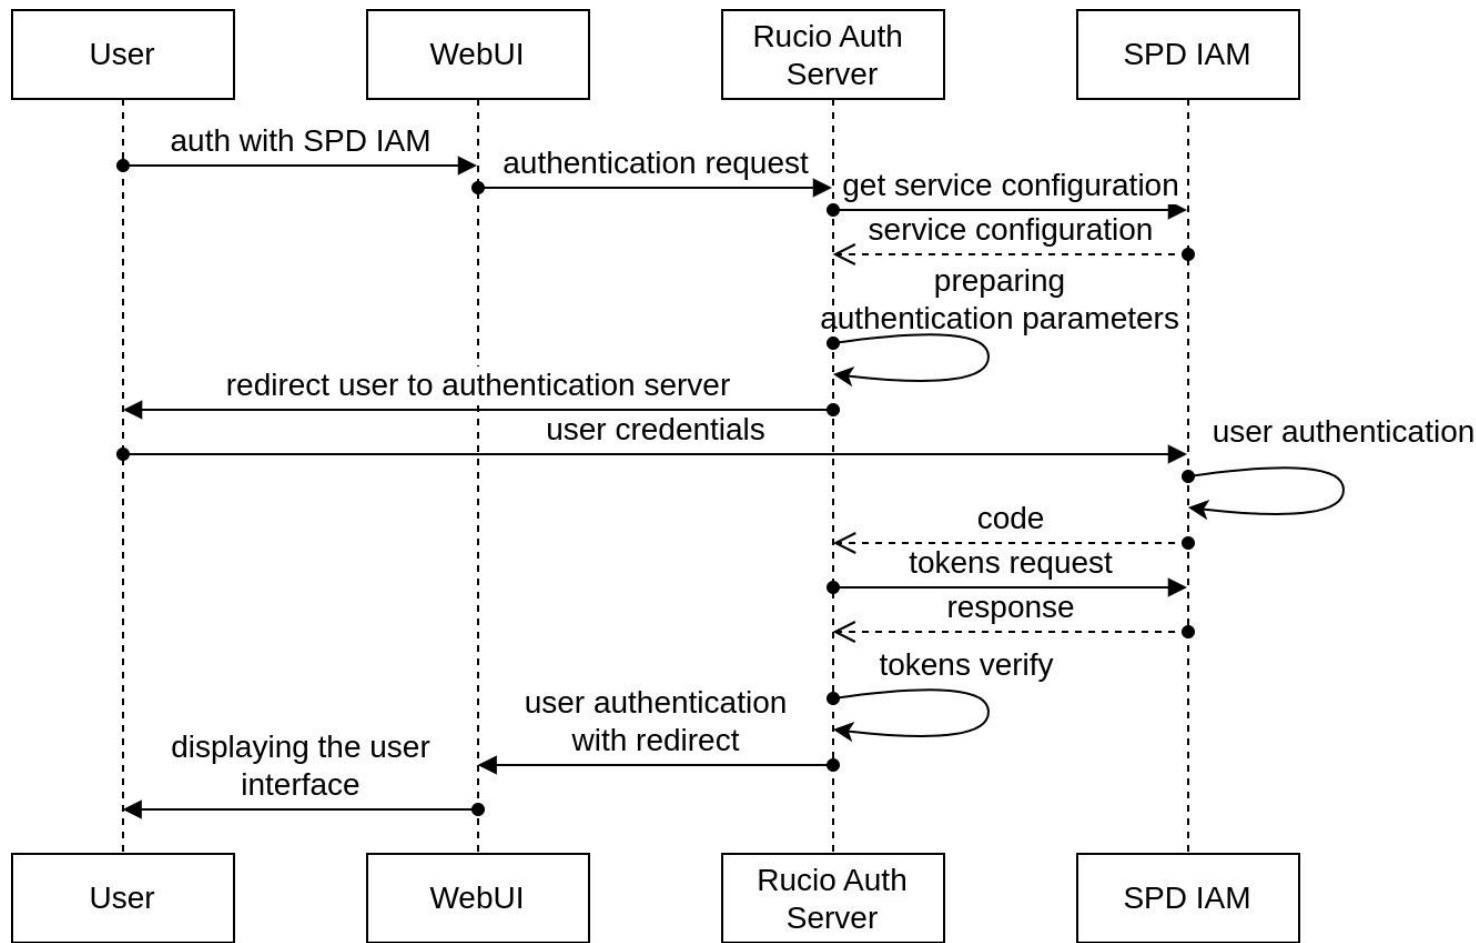 User
WebUI
Rucio Auth
Server
SPD IAM
auth with SPD IAM
authentication request
get service configuration
service configuration
preparing
authentication parameters
redirect user to authentication server
user credentials
user authentication
code
tokens request
response
tokens verify
user authentication
with redirect
displaying the user
interface
User
WebUI
Rucio Auth
Server
SPD IAM